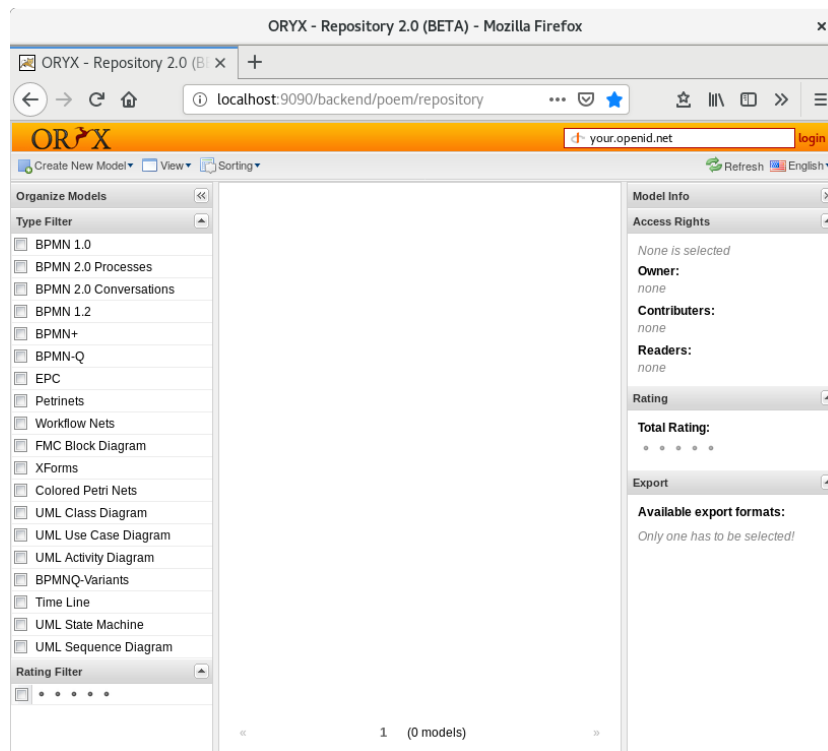 ORYX - Repository 2.0 (BETA) - Mozilla Firefox
ORYX - Repository 2.0 (BE
localhost:9090/backend/poem/repository
ORYX
your.openid.net login
Create New Model View Sorting Refresh English
Organize Models
Type Filter
BPMN 1.0
BPMN 2.0 Processes
BPMN 2.0 Conversations
BPMN 1.2
BPMN+
BPMN-Q
EPC
Petrinets
Workflow Nets
FMC Block Diagram
XForms
Colored Petri Nets
UML Class Diagram
UML Use Case Diagram
UML Activity Diagram
BPMNQ-Variants
Time Line
UML State Machine
UML Sequence Diagram
Rating Filter
« 1 (0 models) »
Model Info
Access Rights
None is selected
Owner:
none
Contributers:
none
Readers:
none
Rating
Total Rating:
Export
Available export formats:
Only one has to be selected!